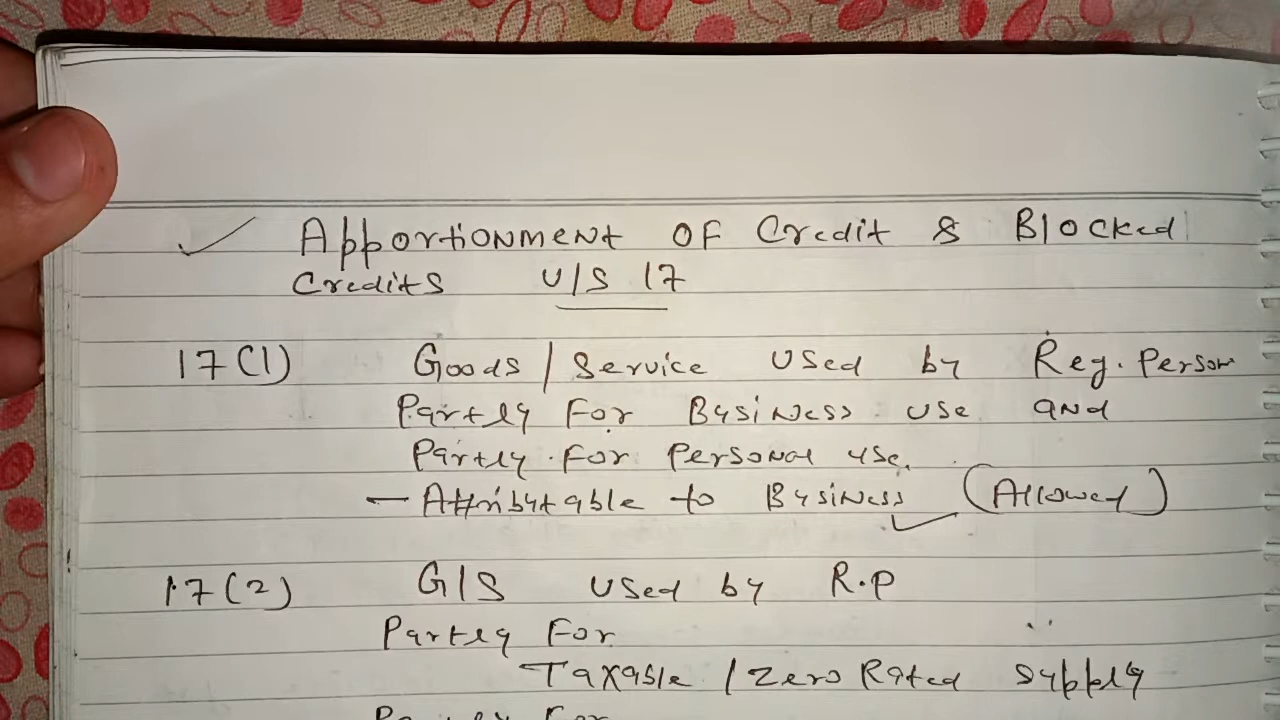 Apportionment of Credit & Blocked
Credits U/S 17
17(1) Goods / Service used by Reg. Person
Partly For Business use and
Partly For Personal use.
- Attributable to Business (Allowed)
17(2) G/S used by R.P
Partly For
Taxable / Zero Rated supply